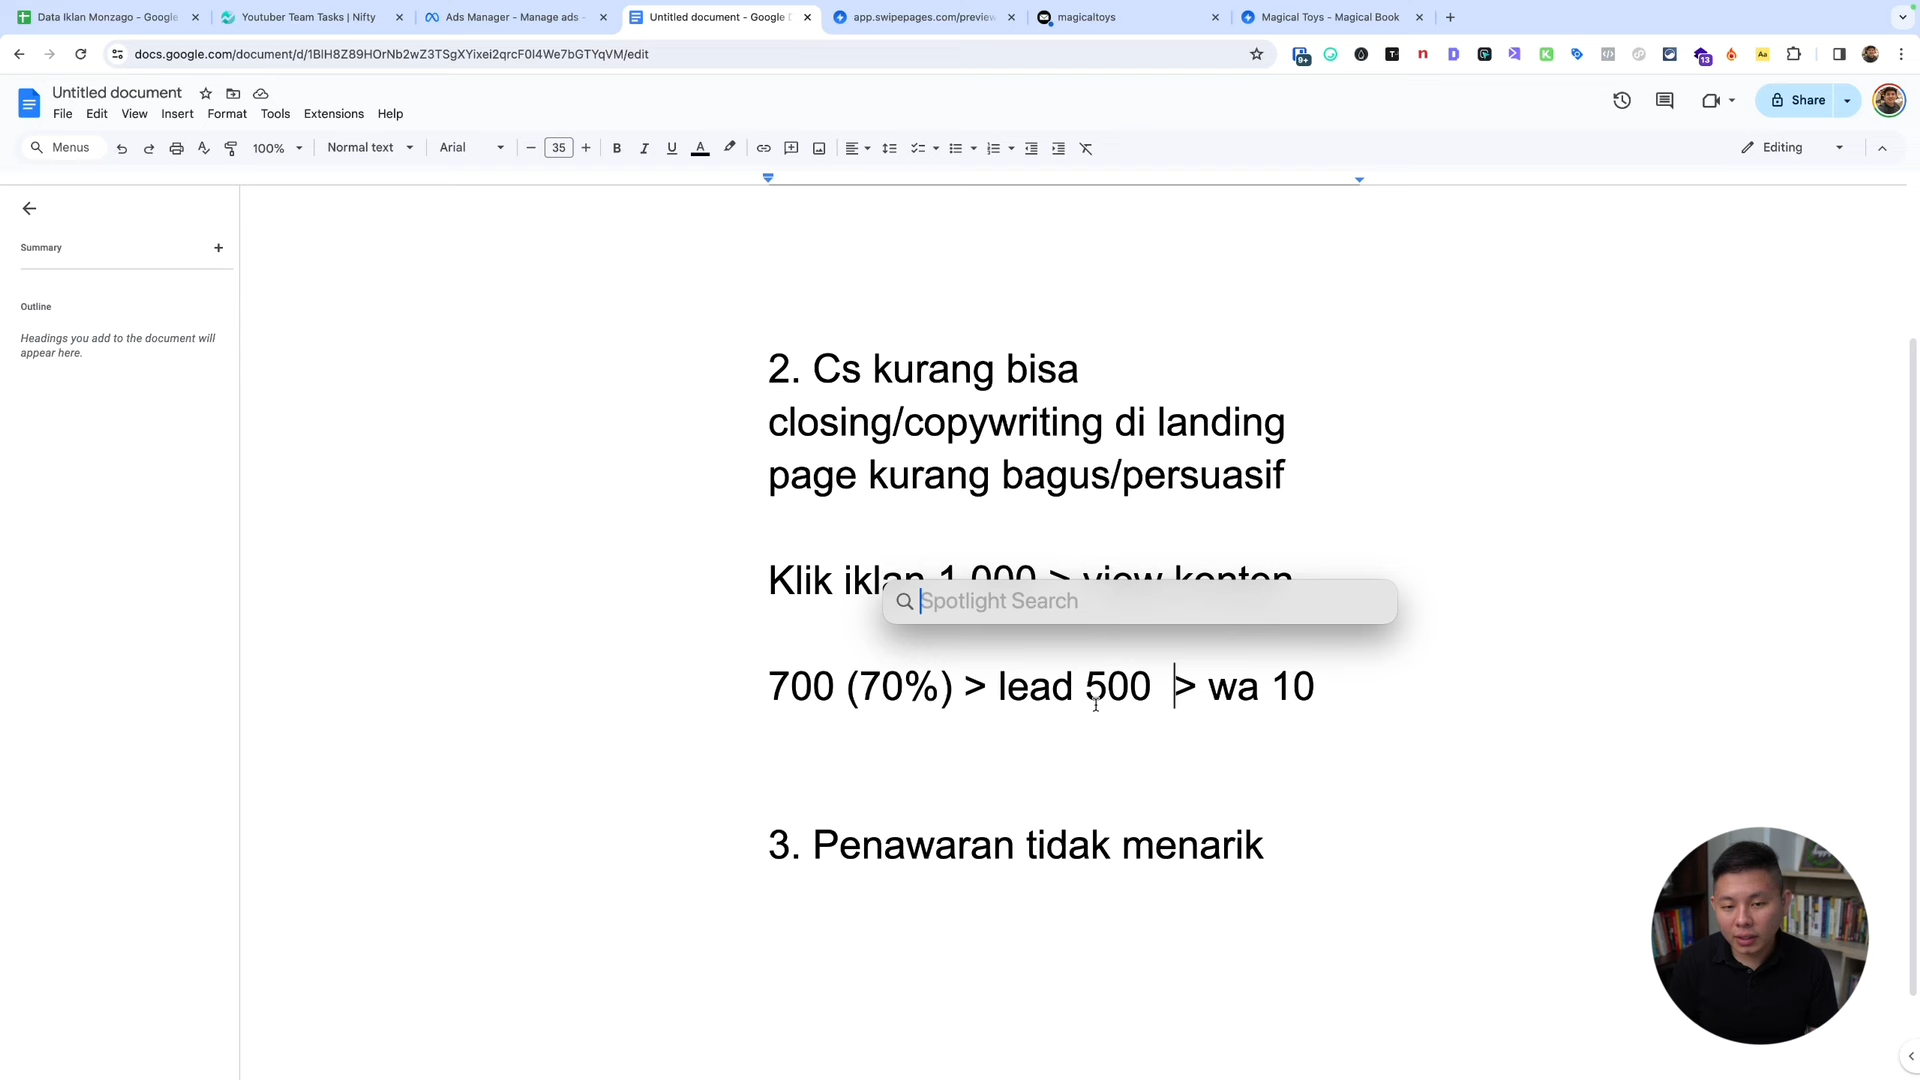 Data Iklan Monzago - Google
Youtuber Team Tasks | Nifty
Ads Manager - Manage ads -
Untitled document - Google D
app.swipepages.com/preview
magicaltoys
Magical Toys - Magical Book
docs.google.com/document/d/1BlH8Z89HOrNb2wZ3TSgXYixei2qrcF0I4We7bGTYqVM/edit
9+
13
Untitled document
File Edit View Insert Format Tools Extensions Help
Share
Menus
100%
Normal text
Arial
35
Editing
Summary
Outline
Headings you add to the document will
appear here.
2. Cs kurang bisa
closing/copywriting di landing
page kurang bagus/persuasif
Klik iklan 1.000 > view konten
Spotlight Search
700 (70%) > lead 500 > wa 10
3. Penawaran tidak menarik